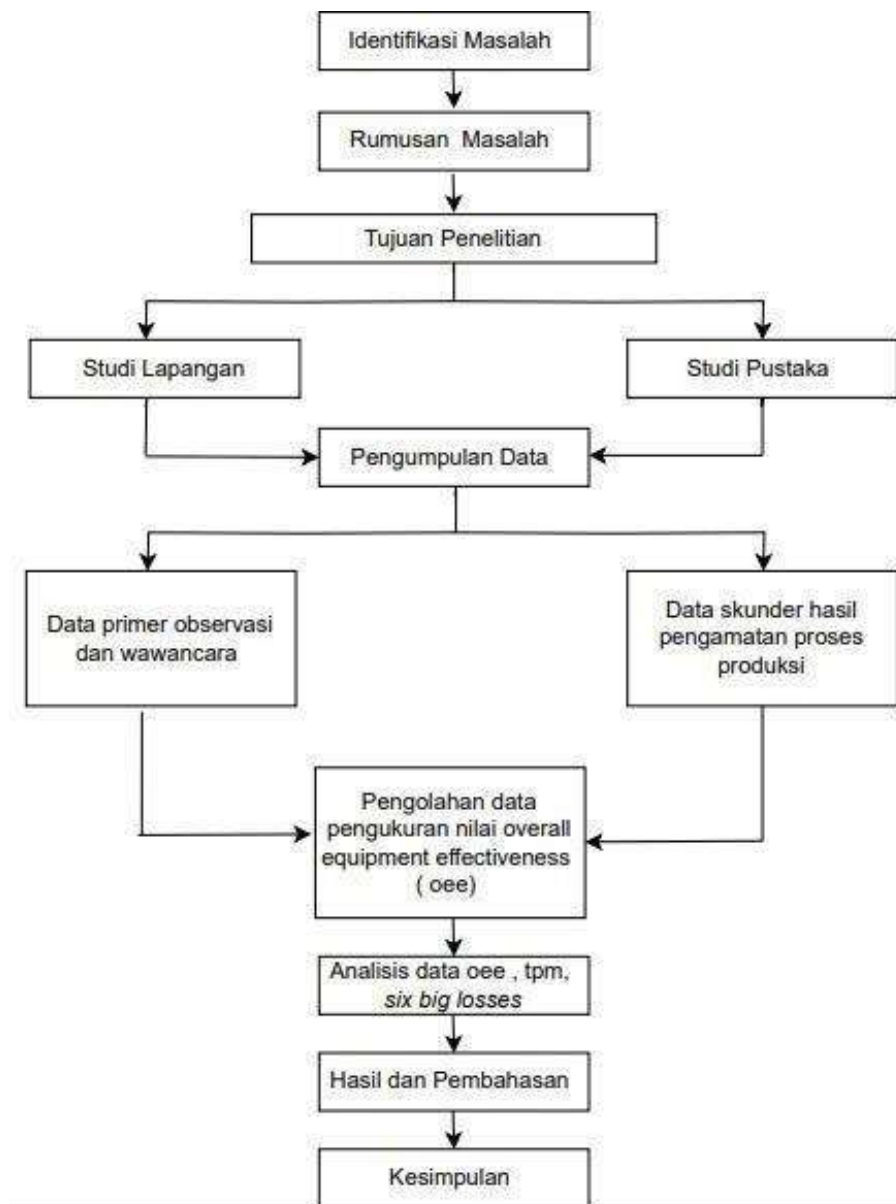 Identifikasi Masalah
Rumusan Masalah
Tujuan Penelitian
Studi Lapangan
Studi Pustaka
Pengumpulan Data
Data primer observasi
dan wawancara
Data skunder hasil
pengamatan proses
produksi
Pengolahan data
pengukuran nilai overall
equipment effectiveness
( oee)
Analisis data oee , tpm,
six big losses
Hasil dan Pembahasan
Kesimpulan